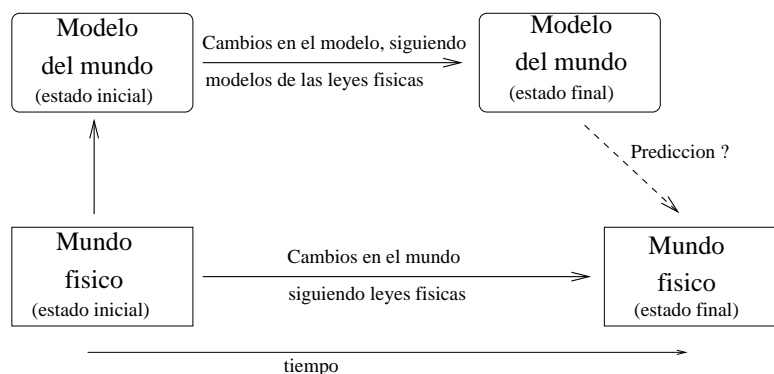 Modelo
del mundo
(estado inicial)
Cambios en el modelo, siguiendo
modelos de las leyes fisicas
Modelo
del mundo
(estado final)
Prediccion ?
Mundo
fisico
(estado inicial)
Cambios en el mundo
siguiendo leyes fisicas
Mundo
fisico
(estado final)
tiempo